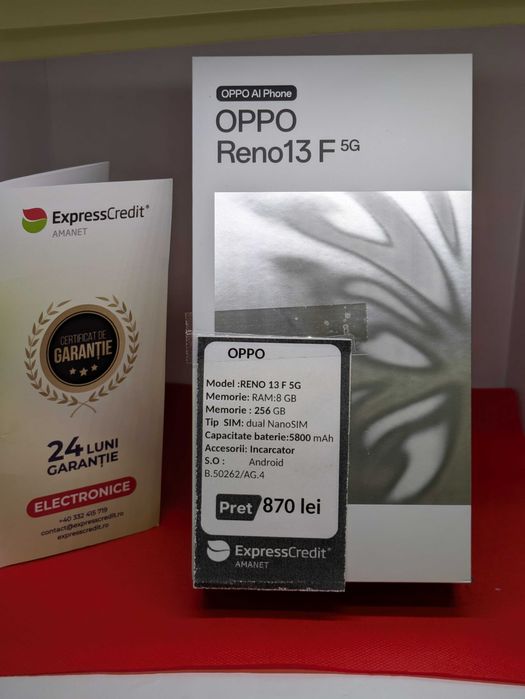 OPPO AI Phone
OPPO
Reno13 F 5G
ExpressCredit®
AMANET
CERTIFICAT DE
GARANȚIE
24 LUNI
GARANȚIE
ELECTRONICE
+40 332 415 719
contact@expresscredit.ro
expresscredit.ro
OPPO
Model :RENO 13 F 5G
Memorie: RAM:8 GB
Memorie : 256 GB
Tip SIM: dual NanoSIM
Capacitate baterie:5800 mAh
Accesorii: Incarcator
S.O : Android
B.50262/AG.4
Pret 870 lei
ExpressCredit®
AMANET